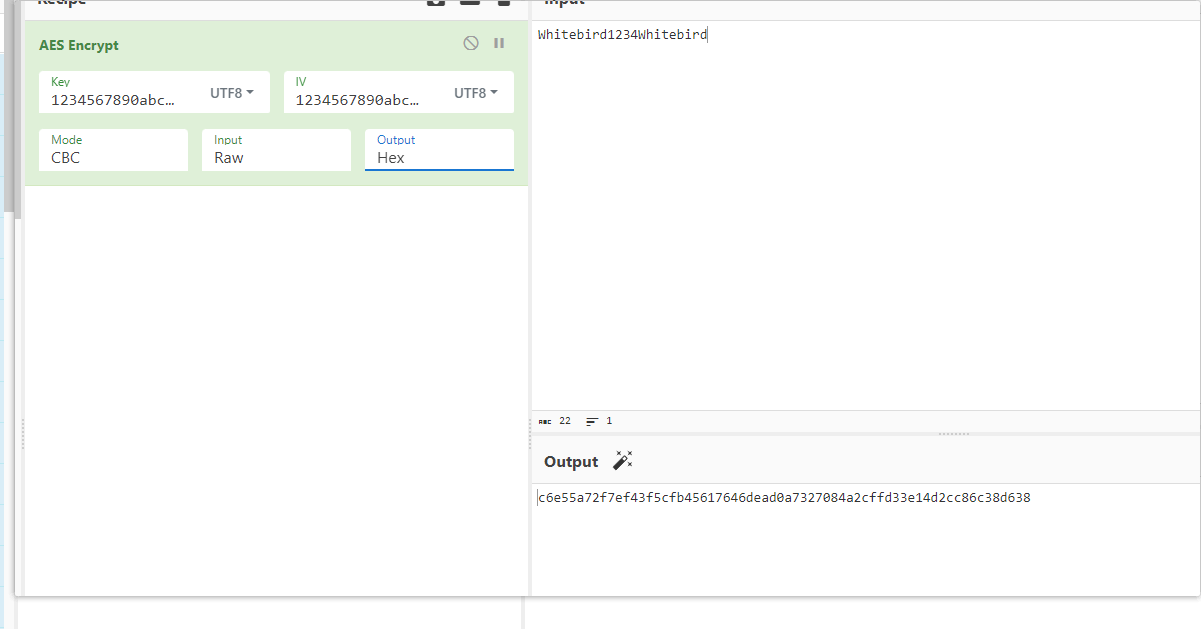 Recipe
AES Encrypt
Key
1234567890abc...
UTF8
IV
1234567890abc...
UTF8
Mode
CBC
Input
Raw
Output
Hex
Input
Whitebird1234Whitebird
ABC 22 1
Output
c6e55a72f7ef43f5cfb45617646dead0a7327084a2cffd33e14d2cc86c38d638